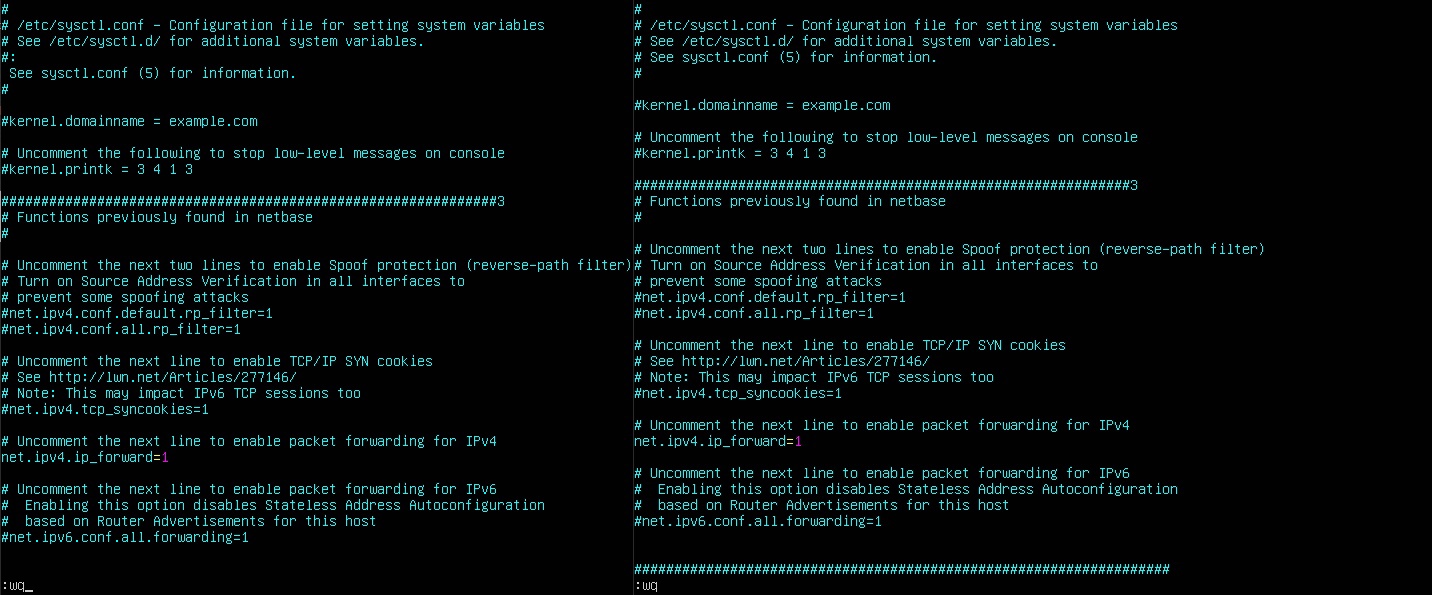 #
# /etc/sysctl.conf - Configuration file for setting system variables
# See /etc/sysctl.d/ for additional system variables.
#:
 See sysctl.conf (5) for information.
#
#kernel.domainname = example.com
# Uncomment the following to stop low-level messages on console
#kernel.printk = 3 4 1 3
##############################################################3
# Functions previously found in netbase
#
# Uncomment the next two lines to enable Spoof protection (reverse-path filter)
# Turn on Source Address Verification in all interfaces to
# prevent some spoofing attacks
#net.ipv4.conf.default.rp_filter=1
#net.ipv4.conf.all.rp_filter=1
# Uncomment the next line to enable TCP/IP SYN cookies
# See http://lwn.net/Articles/277146/
# Note: This may impact IPv6 TCP sessions too
#net.ipv4.tcp_syncookies=1
# Uncomment the next line to enable packet forwarding for IPv4
net.ipv4.ip_forward=1
# Uncomment the next line to enable packet forwarding for IPv6
#  Enabling this option disables Stateless Address Autoconfiguration
#  based on Router Advertisements for this host
#net.ipv6.conf.all.forwarding=1
:wq_
#
# /etc/sysctl.conf - Configuration file for setting system variables
# See /etc/sysctl.d/ for additional system variables.
# See sysctl.conf (5) for information.
#
#kernel.domainname = example.com
# Uncomment the following to stop low-level messages on console
#kernel.printk = 3 4 1 3
##############################################################3
# Functions previously found in netbase
#
# Uncomment the next two lines to enable Spoof protection (reverse-path filter)
# Turn on Source Address Verification in all interfaces to
# prevent some spoofing attacks
#net.ipv4.conf.default.rp_filter=1
#net.ipv4.conf.all.rp_filter=1
# Uncomment the next line to enable TCP/IP SYN cookies
# See http://lwn.net/Articles/277146/
# Note: This may impact IPv6 TCP sessions too
#net.ipv4.tcp_syncookies=1
# Uncomment the next line to enable packet forwarding for IPv4
net.ipv4.ip_forward=1
# Uncomment the next line to enable packet forwarding for IPv6
#  Enabling this option disables Stateless Address Autoconfiguration
#  based on Router Advertisements for this host
#net.ipv6.conf.all.forwarding=1
###################################################################
:wq